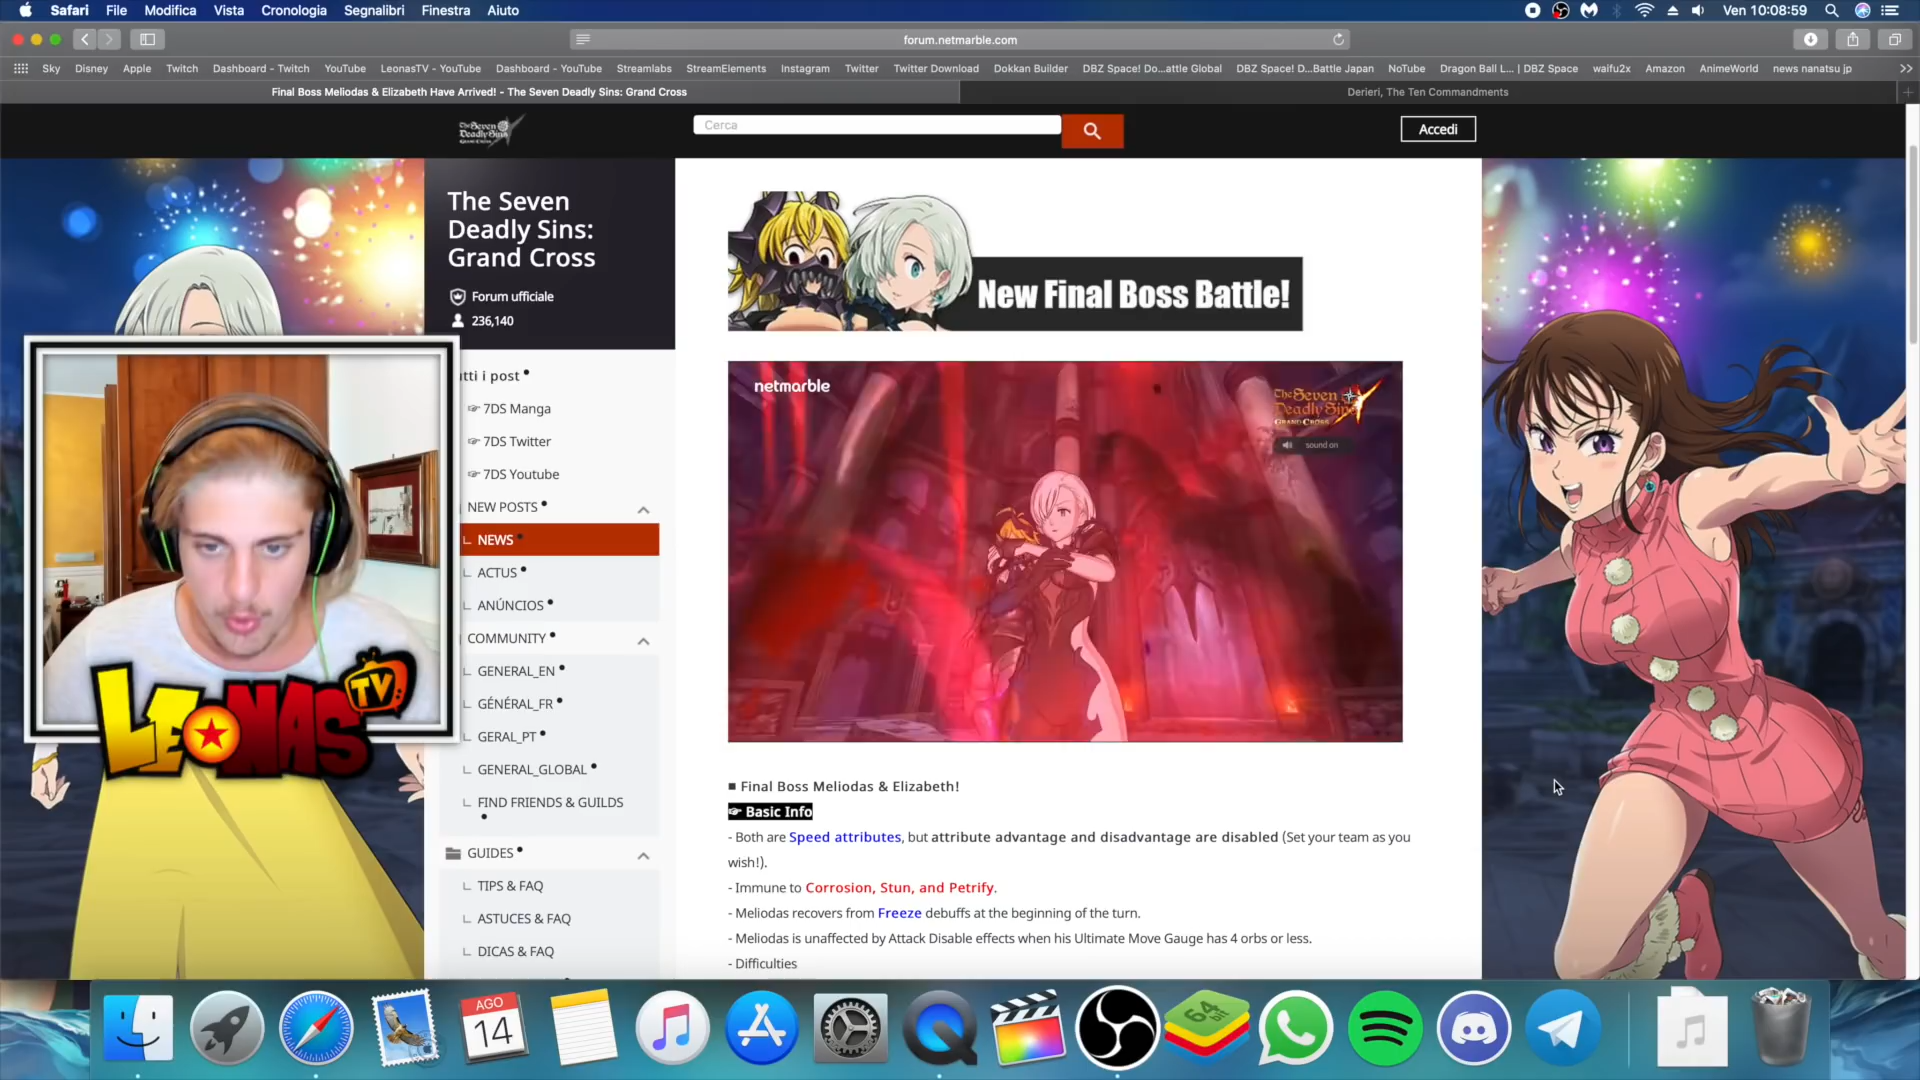 Safari File Modifica Vista Cronologia Segnalibri Finestra Aiuto
Ven 10:08:59
forum.netmarble.com
Sky Disney Apple Twitch Dashboard – Twitch YouTube LeonasTV - YouTube Dashboard - YouTube Streamlabs StreamElements Instagram Twitter Twitter Download Dokkan Builder DBZ Space! Do...attle Global DBZ Space! D...Battle Japan NoTube Dragon Ball L... | DBZ Space waifu2x Amazon AnimeWorld news nanatsu jp
Final Boss Meliodas & Elizabeth Have Arrived! - The Seven Deadly Sins: Grand Cross
Derieri, The Ten Commandments
The Seven
Deadly Sins
GRAND CROSS
Cerca
Accedi
The Seven
Deadly Sins:
Grand Cross
Forum ufficiale
236,140
tti i post
7DS Manga
7DS Twitter
7DS Youtube
NEW POSTS
NEWS
ACTUS
ANÚNCIOS
COMMUNITY
GENERAL_EN
GÉNÉRAL_FR
GERAL_PT
GENERAL_GLOBAL
FIND FRIENDS & GUILDS
GUIDES
TIPS & FAQ
ASTUCES & FAQ
DICAS & FAQ
New Final Boss Battle!
netmarble
The Seven
Deadly Sins
GRAND CROSS
sound on
■ Final Boss Meliodas & Elizabeth!
☞ Basic Info
- Both are Speed attributes, but attribute advantage and disadvantage are disabled (Set your team as you
wish!).
- Immune to Corrosion, Stun, and Petrify.
- Meliodas recovers from Freeze debuffs at the beginning of the turn.
- Meliodas is unaffected by Attack Disable effects when his Ultimate Move Gauge has 4 orbs or less.
- Difficulties
LEONAS
TV
AGO
14
64
bit